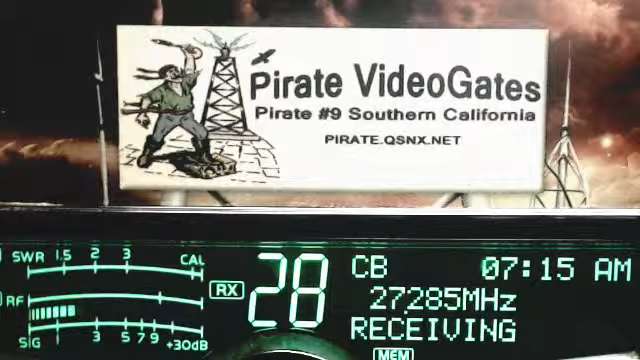 Pirate VideoGates
Pirate #9 Southern California
PIRATE.QSNX.NET
SWR 1.5 2 3 CAL
RF
SIG 3 5 7 9 +30dB
RX
28
CB 07:15 AM
27285MHz
RECEIVING
MEM